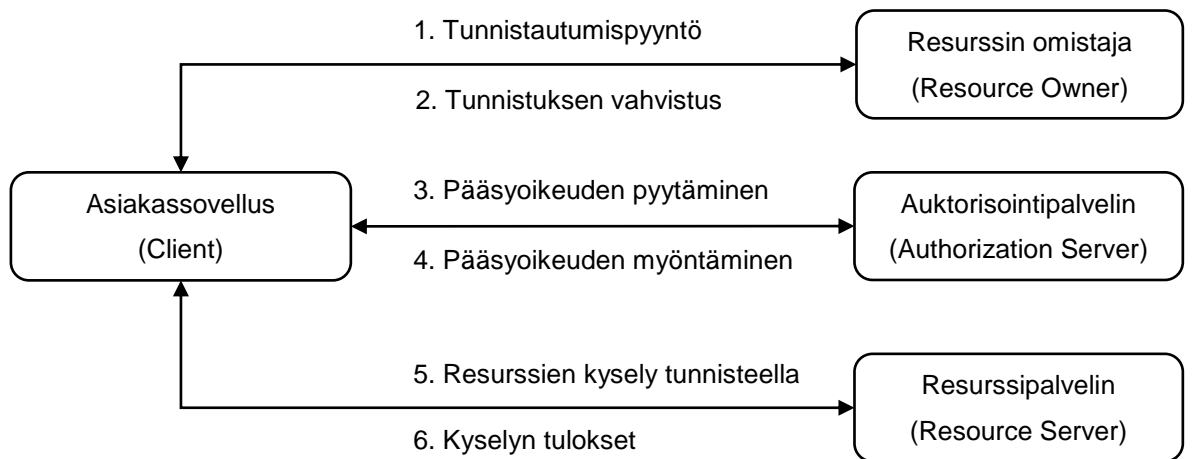 1. Tunnistautumispyyntö
Resurssin omistaja
(Resource Owner)
2. Tunnistuksen vahvistus
Asiakassovellus
(Client)
3. Pääsyoikeuden pyytäminen
Auktorisointipalvelin
(Authorization Server)
4. Pääsyoikeuden myöntäminen
5. Resurssien kysely tunnisteella
Resurssipalvelin
(Resource Server)
6. Kyselyn tulokset